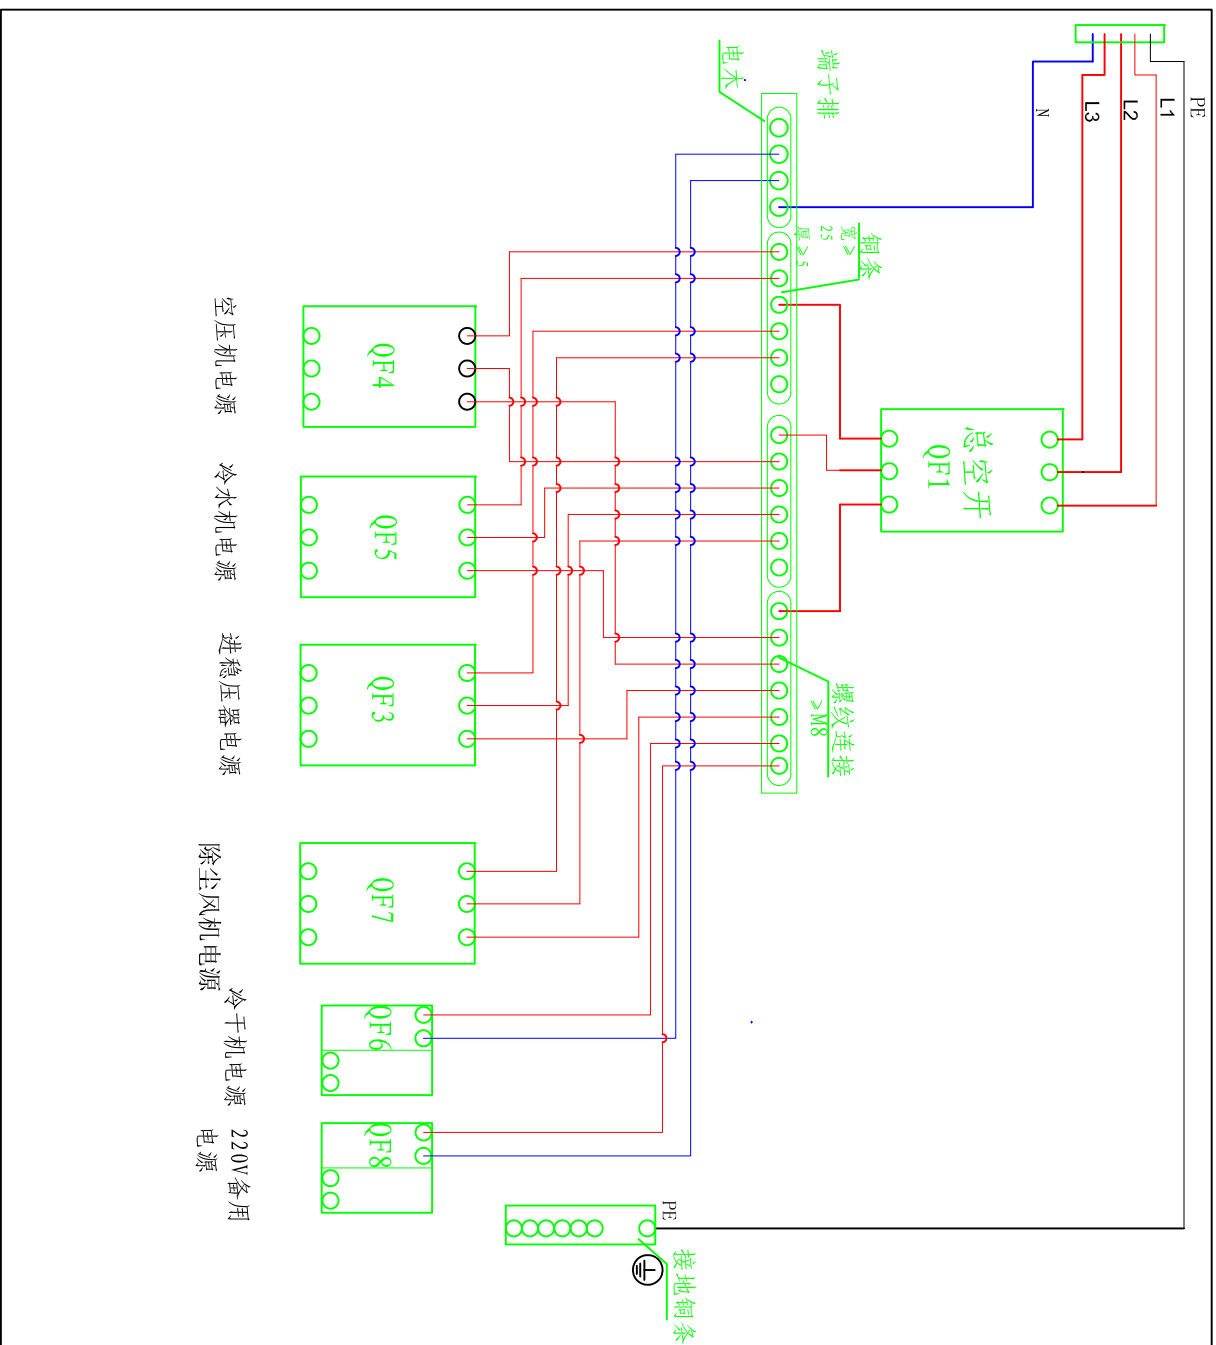 PE
L1
L2
L3
N
端子排
电木
铜条
宽≥
25
厚≥5
总空开
QF1
螺纹连接
≥M8
QF4
空压机电源
QF5
冷水机电源
QF3
进稳压器电源
QF7
除尘风机电源
QF6
冷干机电源
QF8
220V备用
电源
PE
接地铜条